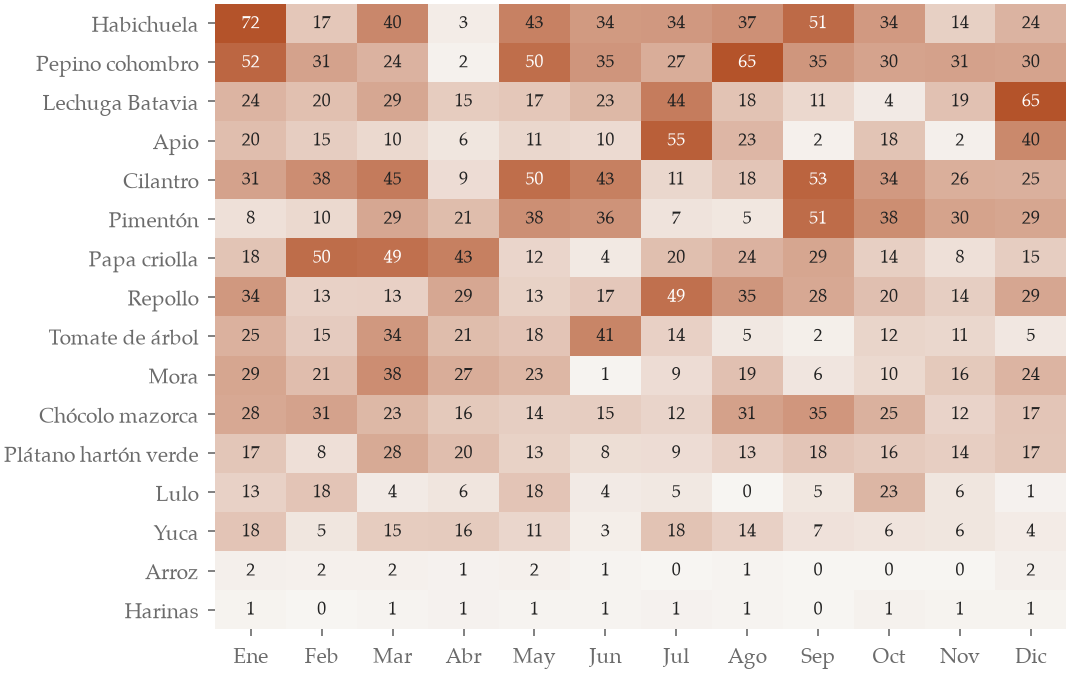 Habichuela 72 17 40 3 43 34 34 37 51 34 14 24
Pepino cohombro 52 31 24 2 50 35 27 65 35 30 31 30
Lechuga Batavia 24 20 29 15 17 23 44 18 11 4 19 65
Apio 20 15 10 6 11 10 55 23 2 18 2 40
Cilantro 31 38 45 9 50 43 11 18 53 34 26 25
Pimentón 8 10 29 21 38 36 7 5 51 38 30 29
Papa criolla 18 50 49 43 12 4 20 24 29 14 8 15
Repollo 34 13 13 29 13 17 49 35 28 20 14 29
Tomate de árbol 25 15 34 21 18 41 14 5 2 12 11 5
Mora 29 21 38 27 23 1 9 19 6 10 16 24
Chócolo mazorca 28 31 23 16 14 15 12 31 35 25 12 17
Plátano hartón verde 17 8 28 20 13 8 9 13 18 16 14 17
Lulo 13 18 4 6 18 4 5 0 5 23 6 1
Yuca 18 5 15 16 11 3 18 14 7 6 6 4
Arroz 2 2 2 1 2 1 0 1 0 0 0 2
Harinas 1 0 1 1 1 1 1 1 0 1 1 1
Ene Feb Mar Abr May Jun Jul Ago Sep Oct Nov Dic